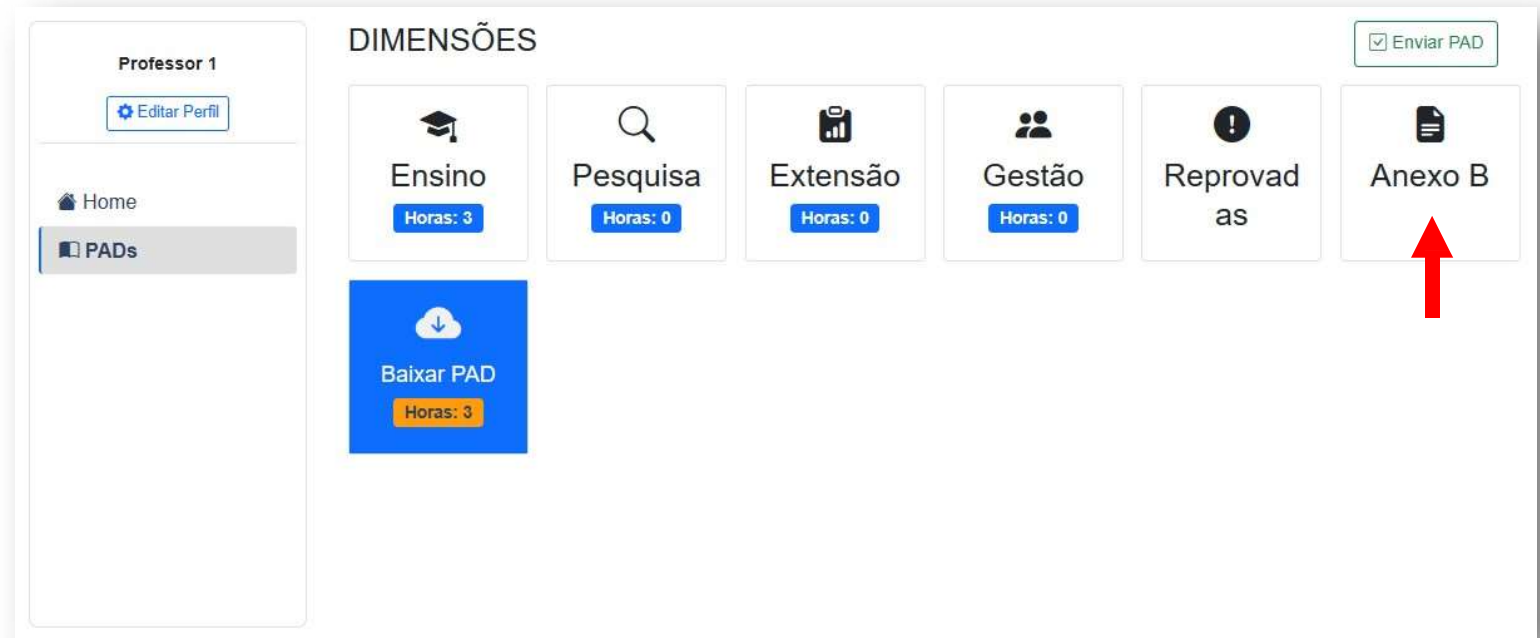 Professor 1
Editar Perfil
Home
PADs
DIMENSÕES
Enviar PAD
Ensino
Horas: 3
Pesquisa
Horas: 0
Extensão
Horas: 0
Gestão
Horas: 0
Reprovad
as
Anexo B
Baixar PAD
Horas: 3